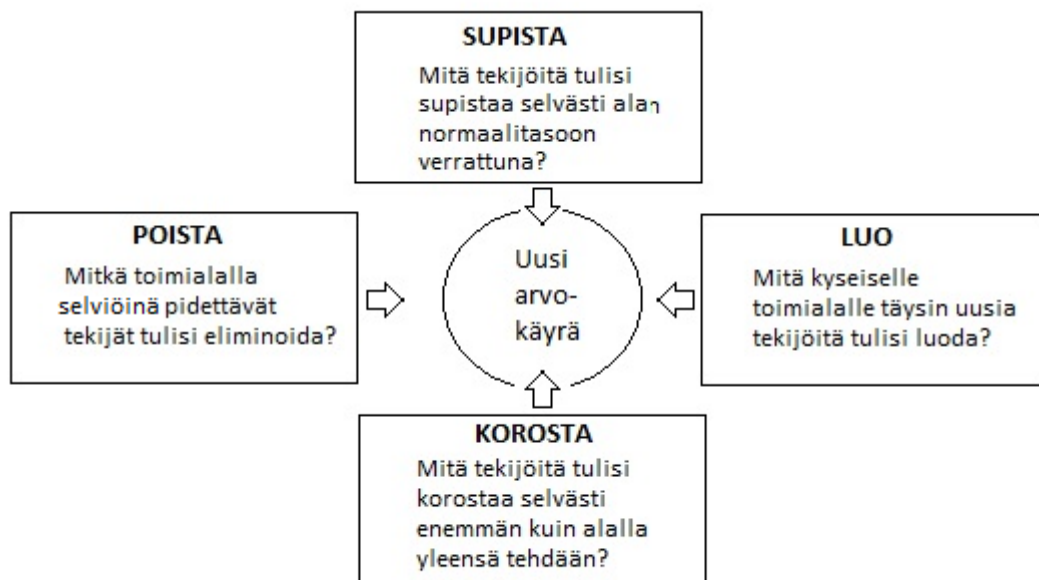 SUPISTA
Mitä tekijöitä tulisi
supistaa selvästi alan
normaalitasoon
verrattuna?
POISTA
Mitkä toimialalla
selviöinä pidettävät
tekijät tulisi eliminoida?
Uusi
arvo-
käyrä
LUO
Mitä kyseiselle
toimialalle täysin uusia
tekijöitä tulisi luoda?
KOROSTA
Mitä tekijöitä tulisi
korostaa selvästi
enemmän kuin alalla
yleensä tehdään?